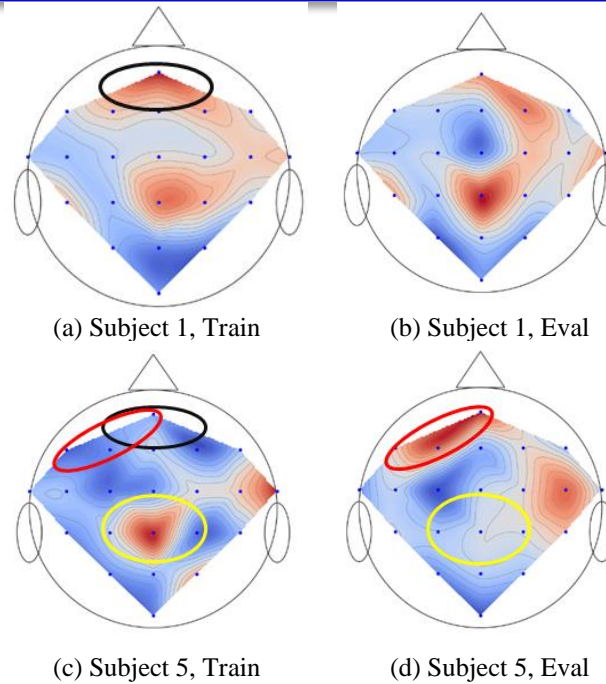 (a) Subject 1, Train
(b) Subject 1, Eval
(c) Subject 5, Train
(d) Subject 5, Eval